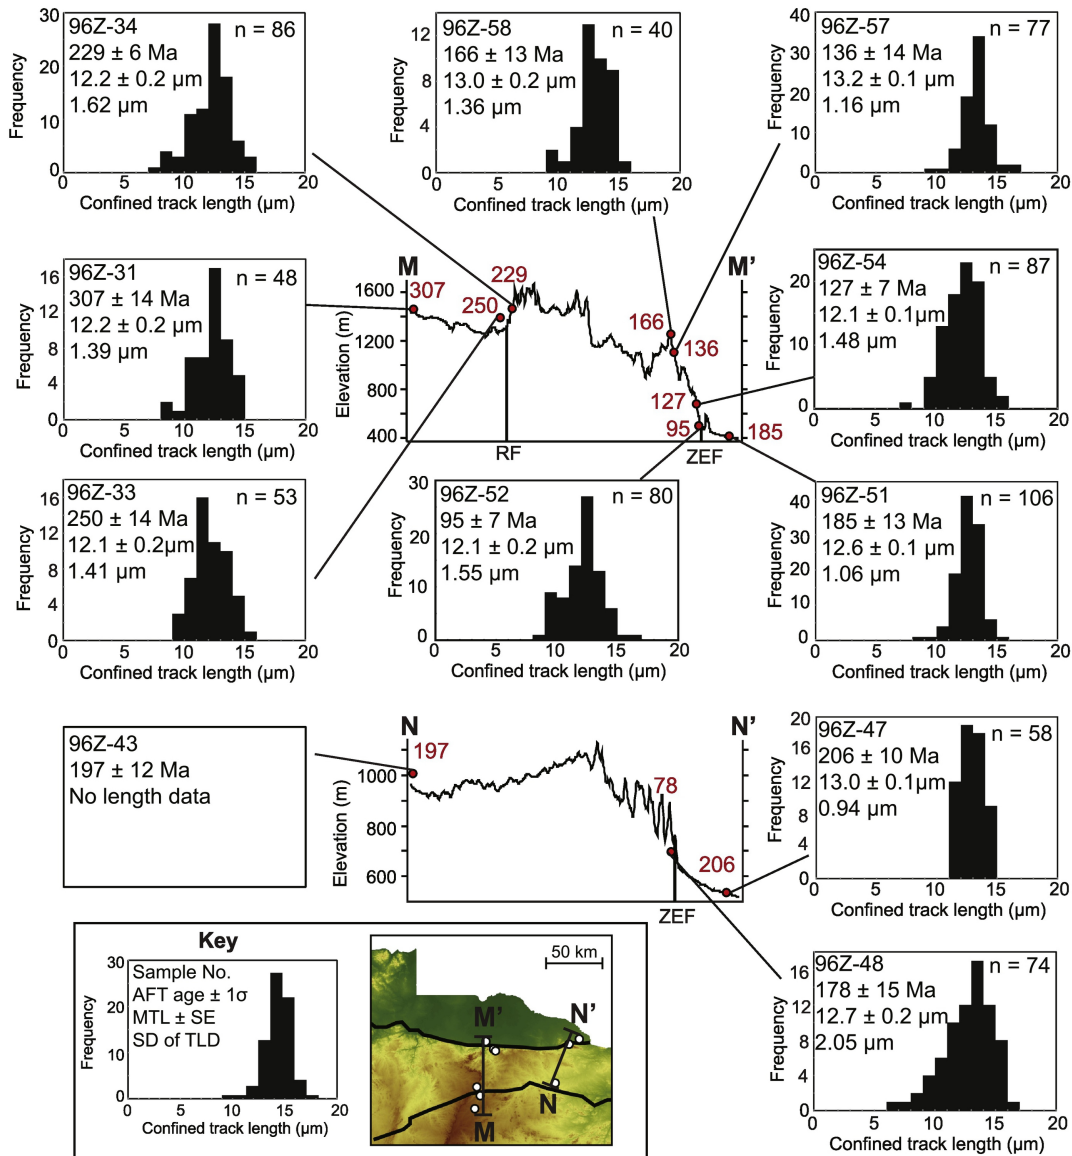 96Z-34
229 ± 6 Ma
12.2 ± 0.2 µm
1.62 µm
n = 86
Frequency
30
20
10
0
0 5 10 15 20
Confined track length (µm)
96Z-58
166 ± 13 Ma
13.0 ± 0.2 µm
1.36 µm
n = 40
Frequency
12
8
4
0
0 5 10 15 20
Confined track length (µm)
96Z-57
136 ± 14 Ma
13.2 ± 0.1 µm
1.16 µm
n = 77
Frequency
40
30
20
10
0
0 5 10 15 20
Confined track length (µm)
96Z-31
307 ± 14 Ma
12.2 ± 0.2 µm
1.39 µm
n = 48
Frequency
16
12
8
4
0
0 5 10 15 20
Confined track length (µm)
M
M'
Elevation (m)
1600
1200
800
400
307
250
229
166
136
127
95
185
RF
ZEF
96Z-54
127 ± 7 Ma
12.1 ± 0.1µm
1.48 µm
n = 87
Frequency
20
10
0
0 5 10 15 20
Confined track length (µm)
96Z-33
250 ± 14 Ma
12.1 ± 0.2µm
1.41 µm
n = 53
Frequency
16
12
8
4
0
0 5 10 15 20
Confined track length (µm)
96Z-52
95 ± 7 Ma
12.1 ± 0.2 µm
1.55 µm
n = 80
Frequency
30
20
10
0
0 5 10 15 20
Confined track length (µm)
96Z-51
185 ± 13 Ma
12.6 ± 0.1 µm
1.06 µm
n = 106
Frequency
40
30
20
10
0
0 5 10 15 20
Confined track length (µm)
96Z-43
197 ± 12 Ma
No length data
N
N'
Elevation (m)
1000
800
600
197
78
206
ZEF
96Z-47
206 ± 10 Ma
13.0 ± 0.1µm
0.94 µm
n = 58
Frequency
20
16
12
8
4
0
0 5 10 15 20
Confined track length (µm)
Key
Sample No.
AFT age ± 1σ
MTL ± SE
SD of TLD
Frequency
30
20
10
0
0 5 10 15 20
Confined track length (µm)
50 km
M'
N'
N
M
96Z-48
178 ± 15 Ma
12.7 ± 0.2 µm
2.05 µm
n = 74
Frequency
16
12
8
4
0
0 5 10 15 20
Confined track length (µm)